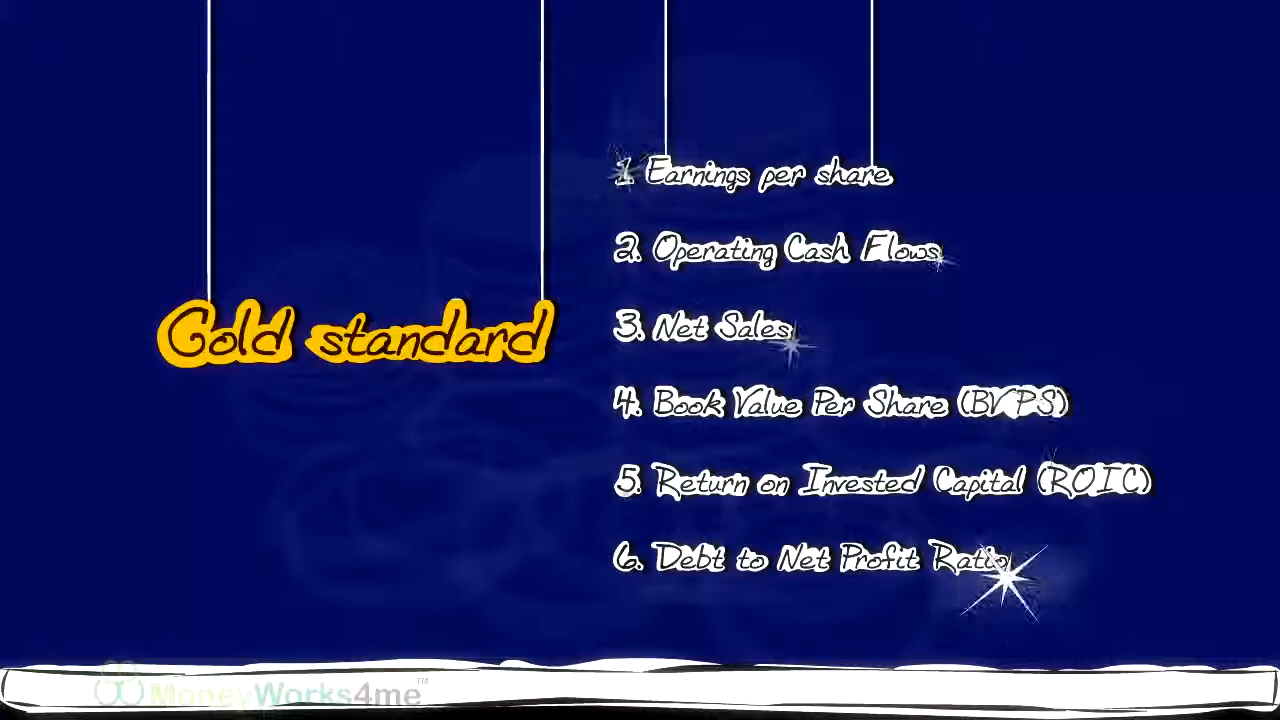 Gold standard
1. Earnings per share
2. Operating Cash Flows
3. Net Sales
4. Book Value Per Share (BVPS)
5. Return on Invested Capital (ROIC)
6. Debt to Net Profit Ratio
MoneyWorks4me™